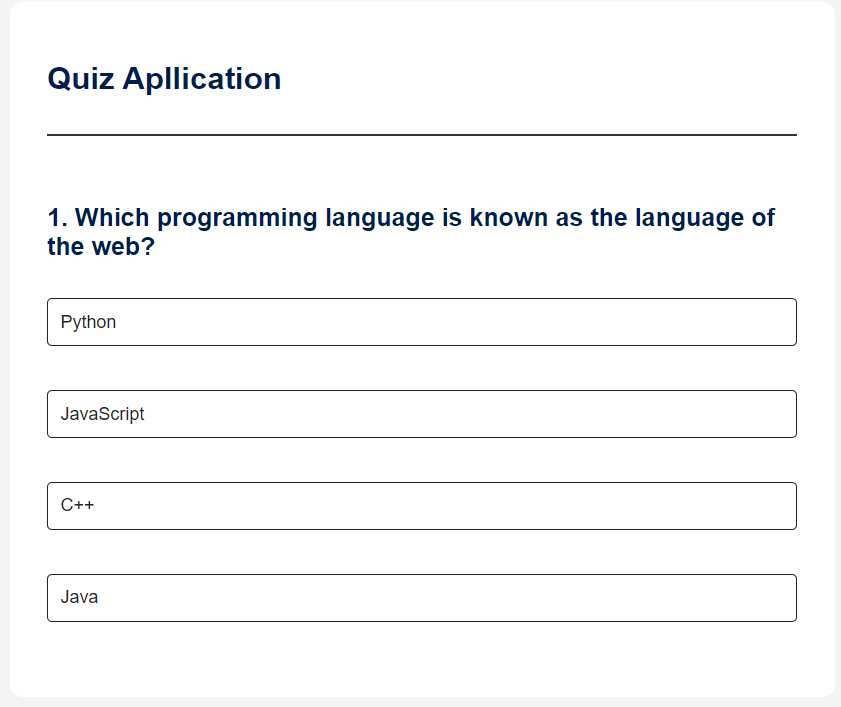 Quiz Apllication
1. Which programming language is known as the language of
the web?
Python
JavaScript
C++
Java